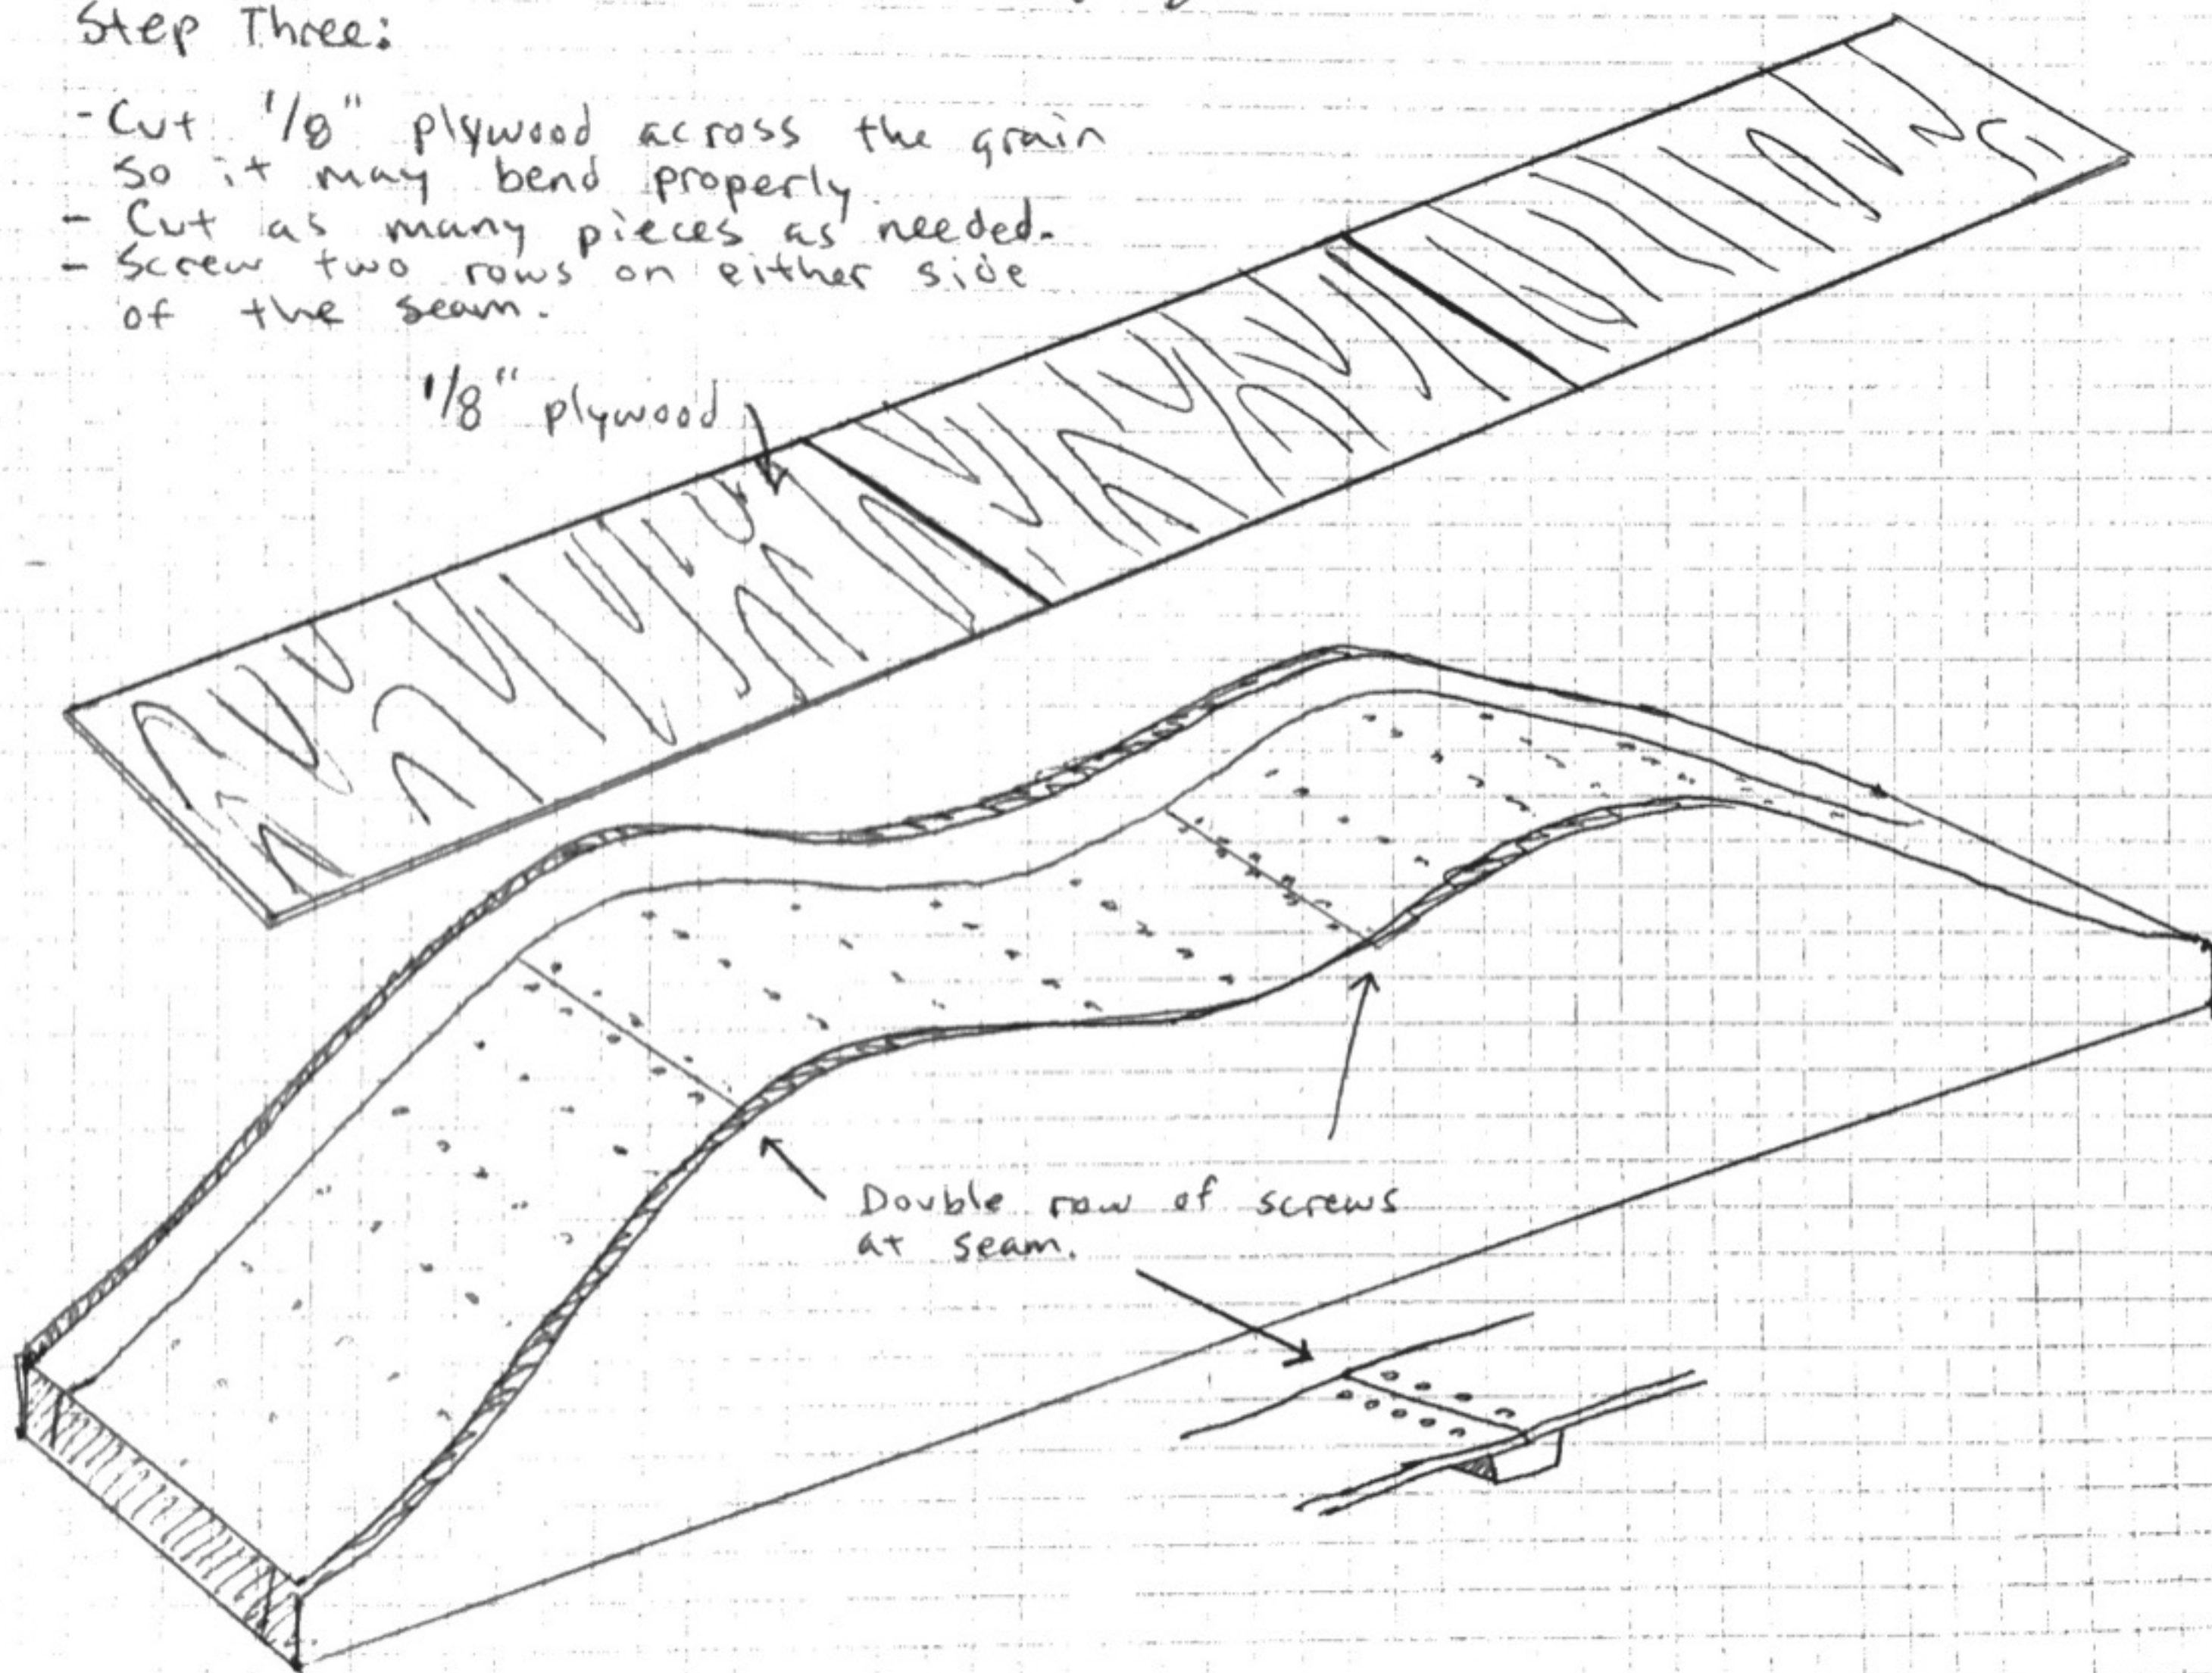 Step Three:
- Cut 1/8" plywood across the grain
so it may bend properly.
- Cut as many pieces as needed.
- Screw two rows on either side
of the seam.
1/8" plywood
Double row of screws
at seam.